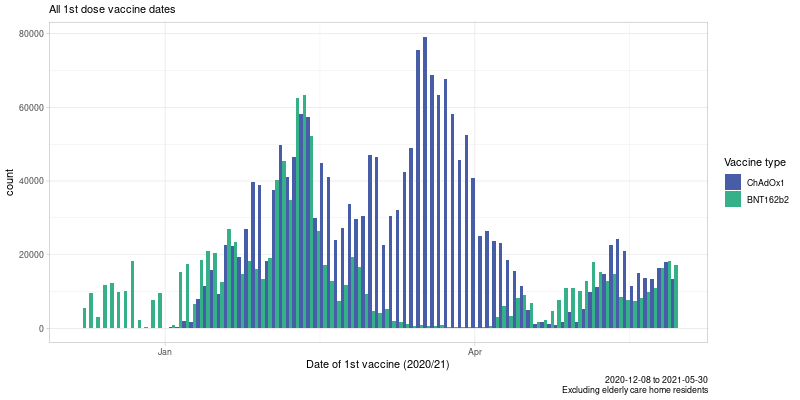 All 1st dose vaccine dates
80000
60000
40000
20000
0
count
Jan
Apr
Date of 1st vaccine (2020/21)
Vaccine type
ChAdOx1
BNT162b2
2020-12-08 to 2021-05-30
Excluding elderly care home residents